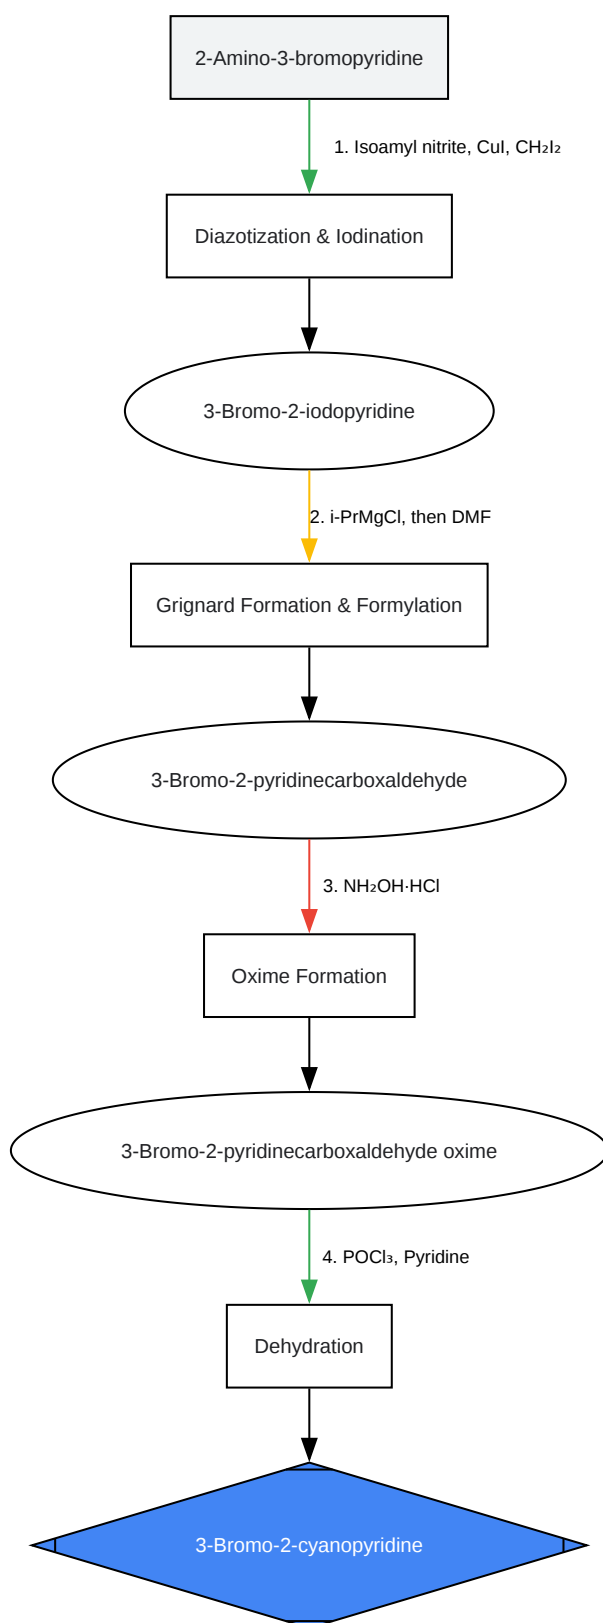 2-Amino-3-bromopyridine
1. Isoamyl nitrite, CuI, CH₂I₂
Diazotization & Iodination
3-Bromo-2-iodopyridine
2. i-PrMgCl, then DMF
Grignard Formation & Formylation
3-Bromo-2-pyridinecarboxaldehyde
3. NH₂OH·HCl
Oxime Formation
3-Bromo-2-pyridinecarboxaldehyde oxime
4. POCl₃, Pyridine
Dehydration
3-Bromo-2-cyanopyridine